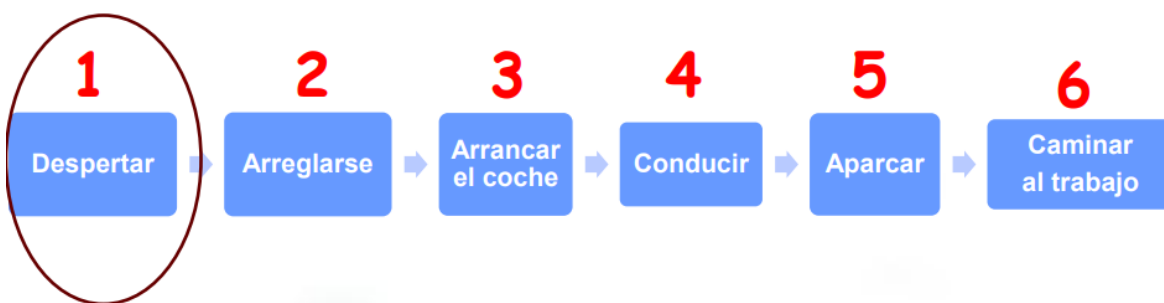 1
2
3
4
5
6
Despertar
Arreglarse
Arrancar
el coche
Conducir
Aparcar
Caminar
al trabajo